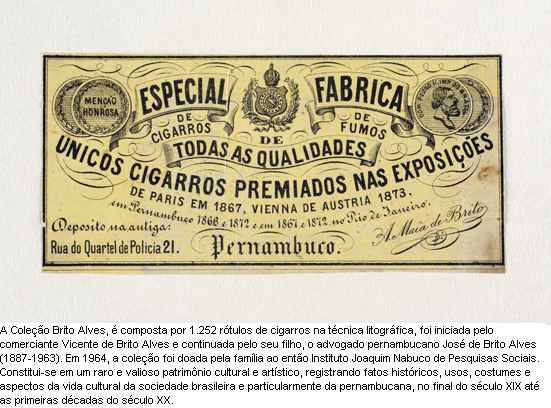 MENÇÃO
HONROSA
ESPECIAL FABRICA
DE CIGARROS DE DE FUMOS
TODAS AS QUALIDADES
UNICOS CIGARROS PREMIADOS NAS EXPOSIÇÕES
DE PARIS EM 1867, VIENNA DE AUSTRIA 1873.
em Pernambuco 1866 e 1872 e em 1867 e 1872 no Rio de Janeiro.
Deposito na antiga:
Rua do Quartel de Policia 21. Pernambuco. A. Maia de Brito
A Coleção Brito Alves, é composta por 1.252 rótulos de cigarros na técnica litográfica, foi iniciada pelo
comerciante Vicente de Brito Alves e continuada pelo seu filho, o advogado pernambucano José de Brito Alves
(1887-1963). Em 1964, a coleção foi doada pela família ao então Instituto Joaquim Nabuco de Pesquisas Sociais.
Constitui-se em um raro e valioso patrimônio cultural e artístico, registrando fatos históricos, usos, costumes e
aspectos da vida cultural da sociedade brasileira e particularmente da pernambucana, no final do século XIX até
as primeiras décadas do século XX.